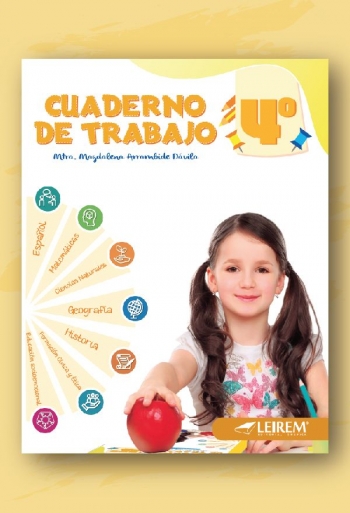 CUADERNO
DE TRABAJO
4º
Mtra. Magdalena Arrambide Dávila
Español
Matemáticas
Ciencias Naturales
Geografía
Historia
Formación Cívica y Ética
Educación socioemocional
LEIREM®